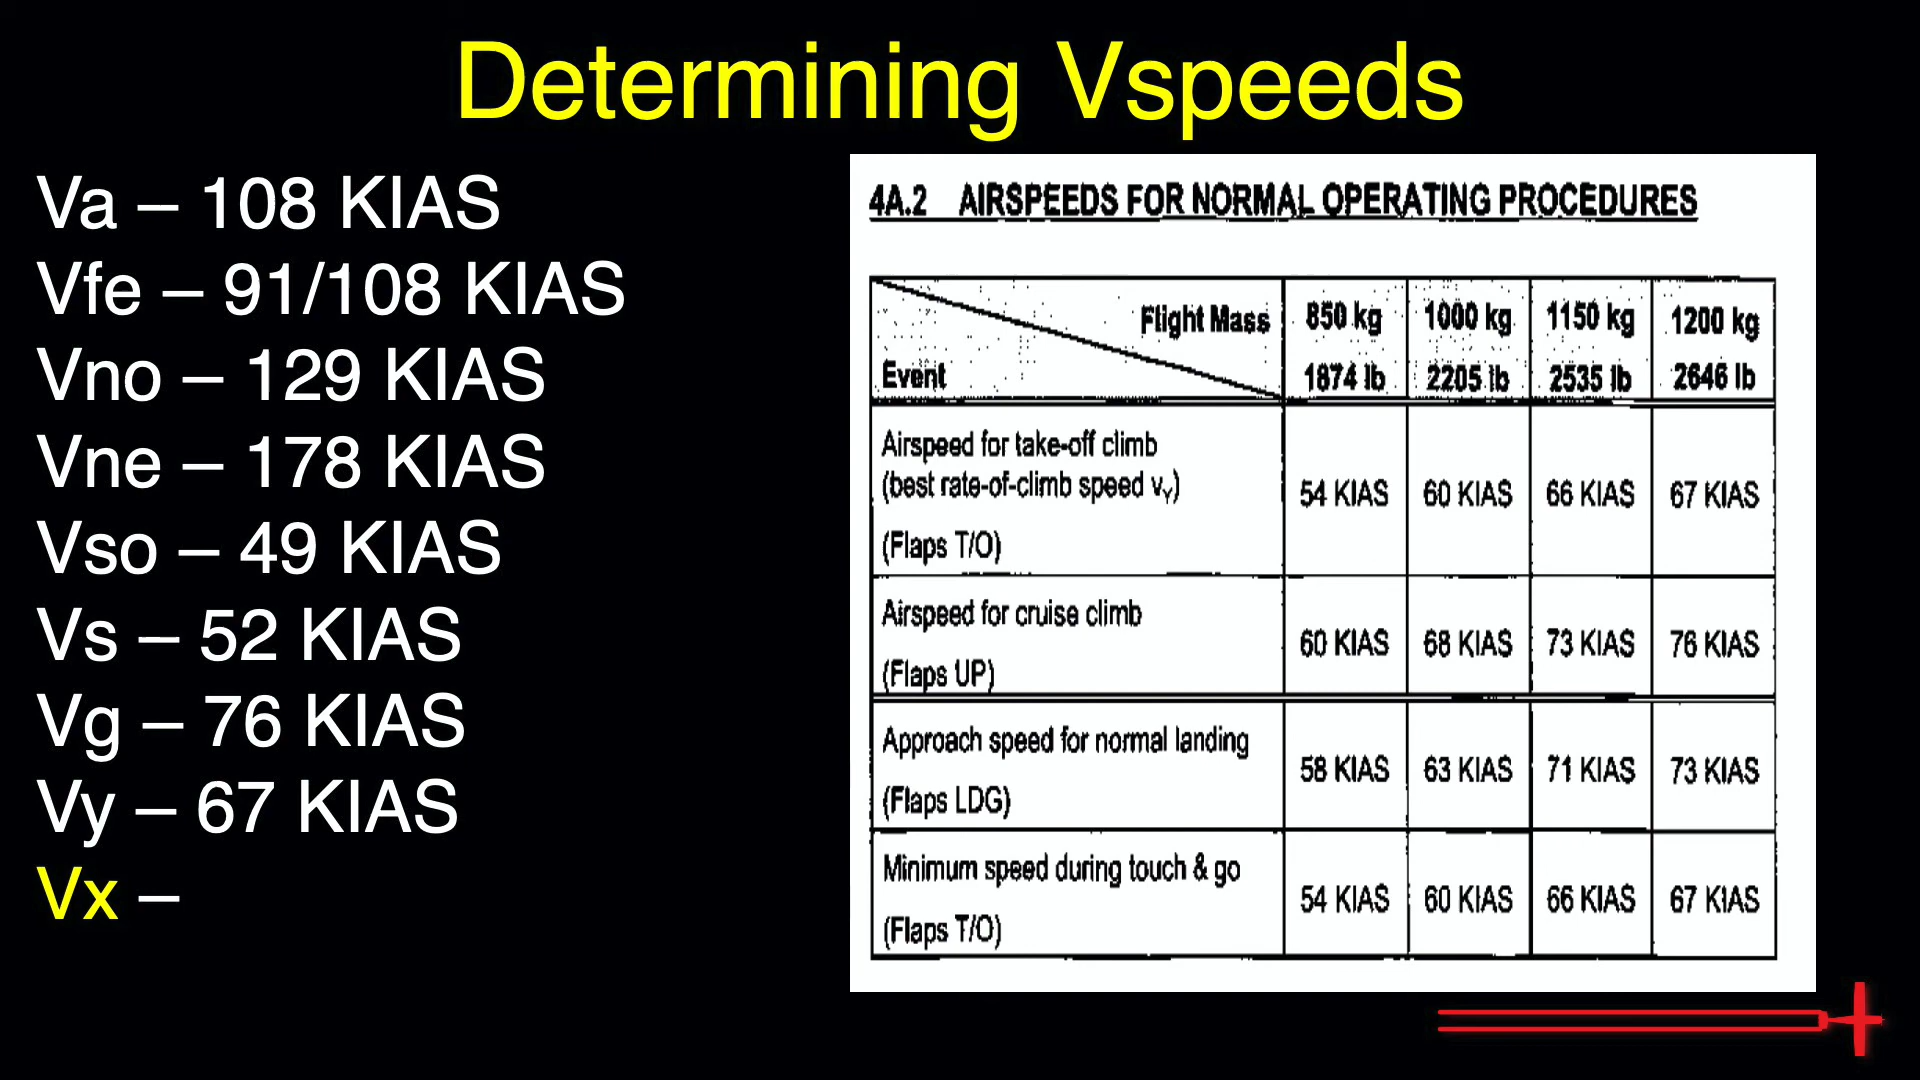 Determining Vspeeds
Va – 108 KIAS
Vfe – 91/108 KIAS
Vno – 129 KIAS
Vne – 178 KIAS
Vso – 49 KIAS
Vs – 52 KIAS
Vg – 76 KIAS
Vy – 67 KIAS
Vx –
4A.2 AIRSPEEDS FOR NORMAL OPERATING PROCEDURES
Flight Mass 850 kg 1000 kg 1150 kg 1200 kg
Event 1874 lb 2205 lb 2535 lb 2646 lb
Airspeed for take-off climb
(best rate-of-climb speed vY) 54 KIAS 60 KIAS 66 KIAS 67 KIAS
(Flaps T/O)
Airspeed for cruise climb
60 KIAS 68 KIAS 73 KIAS 76 KIAS
(Flaps UP)
Approach speed for normal landing
58 KIAS 63 KIAS 71 KIAS 73 KIAS
(Flaps LDG)
Minimum speed during touch & go
54 KIAS 60 KIAS 66 KIAS 67 KIAS
(Flaps T/O)